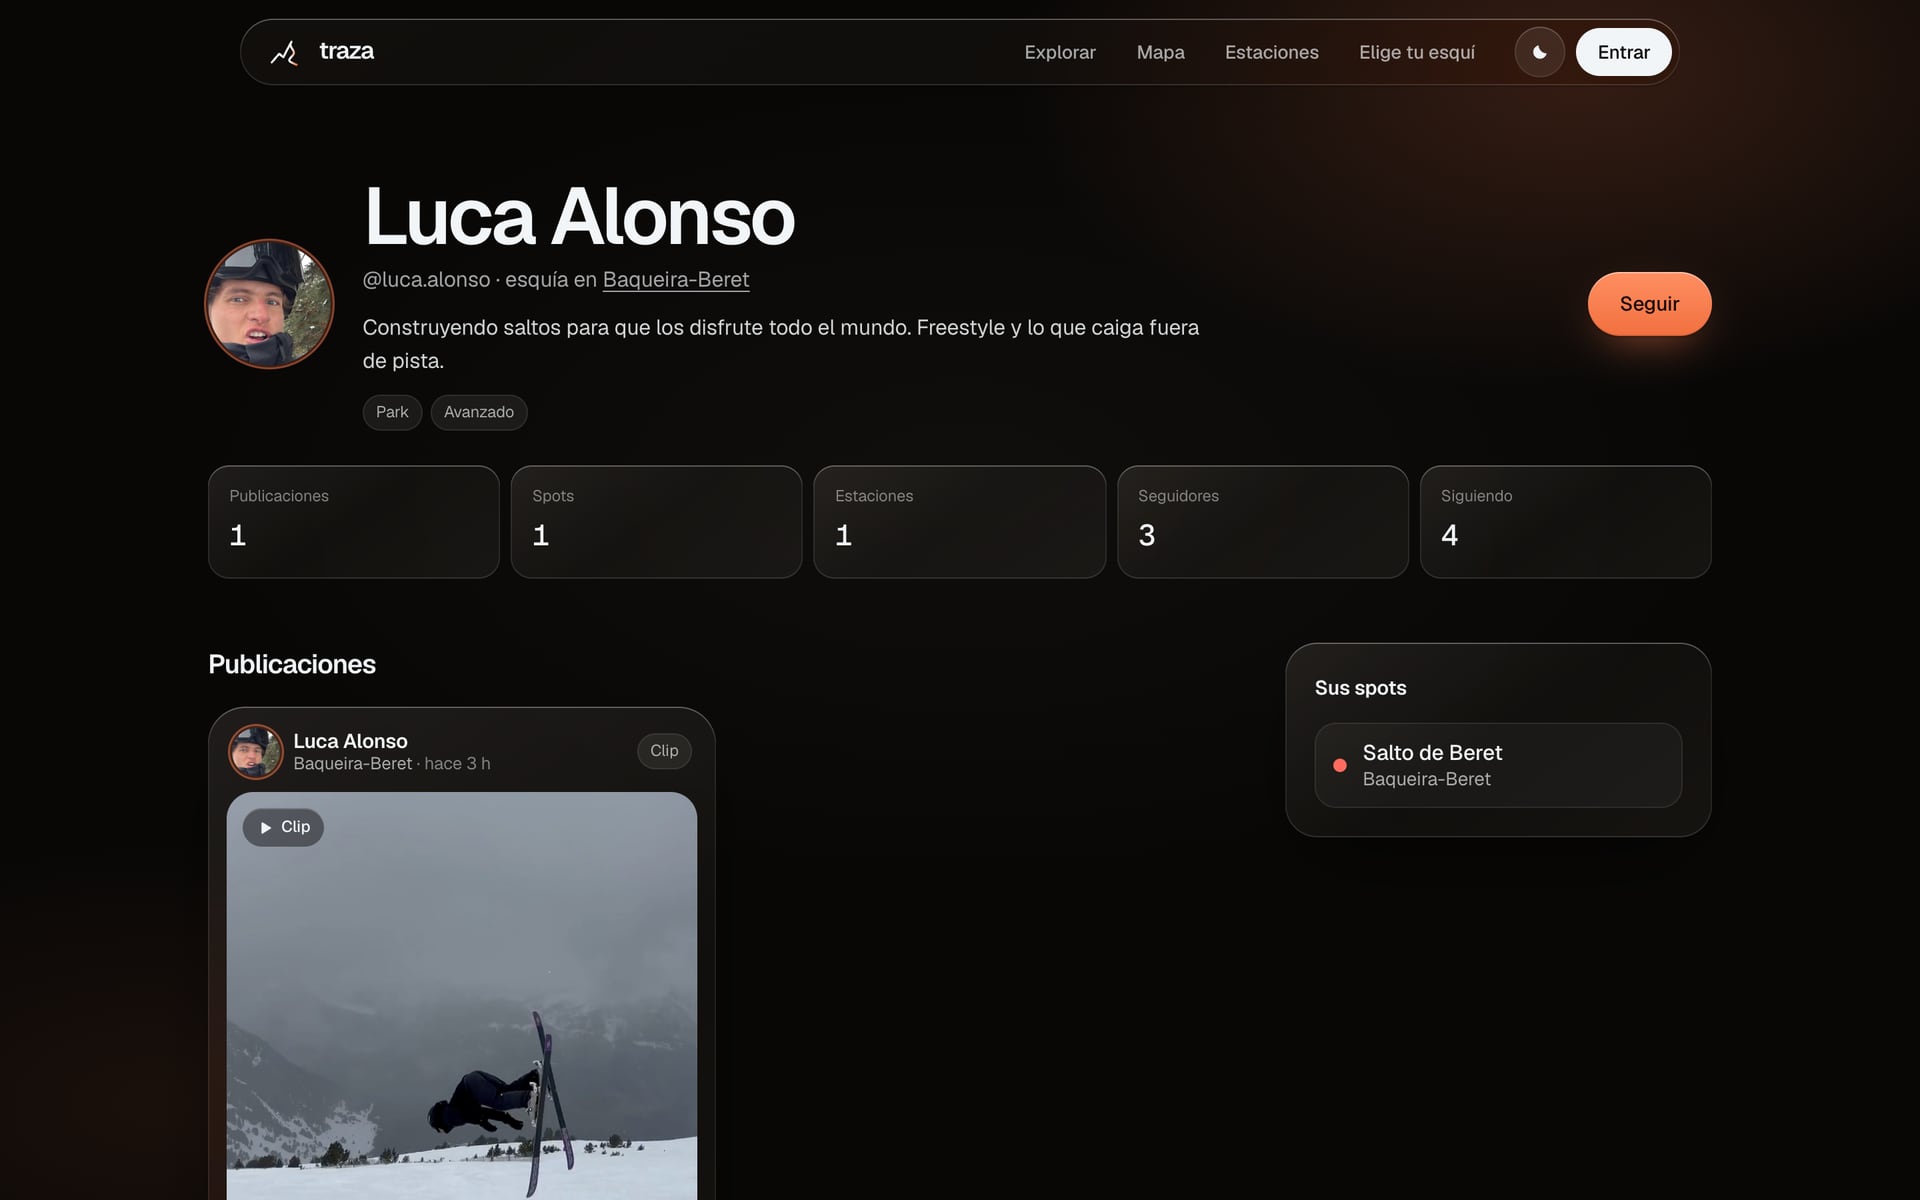 traza
Explorar
Mapa
Estaciones
Elige tu esquí
Entrar
Luca Alonso
@luca.alonso · esquía en Baqueira-Beret
Construyendo saltos para que los disfrute todo el mundo. Freestyle y lo que caiga fuera
de pista.
Park
Avanzado
Seguir
Publicaciones
1
Spots
1
Estaciones
1
Seguidores
3
Siguiendo
4
Publicaciones
Luca Alonso
Baqueira-Beret · hace 3 h
Clip
Clip
Sus spots
Salto de Beret
Baqueira-Beret